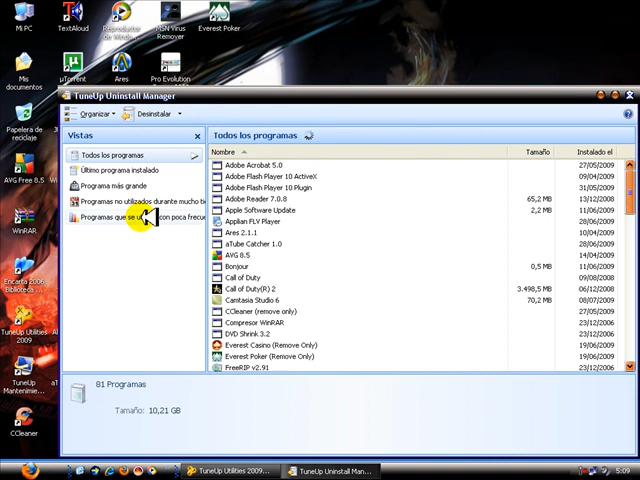 Mi PC
TextAloud
Reproductor de Windo...
MSN Virus Remover
Everest Poker
Mis documentos
µTorrent
Ares
Pro Evolution
Papelera de reciclaje
AVG Free 8.5
WinRAR
Encarta 2006 Biblioteca ...
TuneUp Utilities 2009
TuneUp Mantenimie...
CCleaner
TuneUp Uninstall Manager
Organizar
Desinstalar
Vistas
Todos los programas
Último programa instalado
Programa más grande
Programas no utilizados durante mucho tie
Programas que se u con poca frecue
Todos los programas
Nombre Tamaño Instalado el
Adobe Acrobat 5.0 27/05/2009
Adobe Flash Player 10 ActiveX 09/04/2009
Adobe Flash Player 10 Plugin 31/05/2009
Adobe Reader 7.0.8 65,2 MB 12/03/2009
Apple Software Update 2,2 MB 11/06/2009
Applian FLV Player
Ares 2.1.1 30/04/2009
aTube Catcher 1.0 27/04/2009
AVG 8.5 14/04/2009
Bonjour 0,5 MB 11/06/2009
Call of Duty 09/08/2008
Call of Duty(R) 2 3.498,5 MB 06/12/2008
Camtasia Studio 6 70,2 MB 08/07/2009
CCleaner (remove only) 27/05/2009
Compresor WinRAR 23/12/2006
DVD Shrink 3.2 23/12/2006
Everest Casino (Remove Only) 19/06/2009
Everest Poker (Remove Only) 19/06/2009
FreeRIP v2.91 23/12/2006
81 Programas
Tamaño: 10,21 GB
TuneUp Utilities 2009...
TuneUp Uninstall Man...
5:09